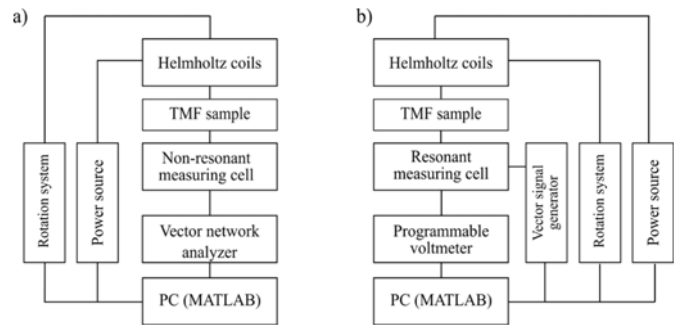 a)
Helmholtz coils
TMF sample
Non-resonant
measuring cell
Vector network
analyzer
PC (MATLAB)
Rotation system
Power source
b)
Helmholtz coils
TMF sample
Resonant
measuring cell
Programmable
voltmeter
PC (MATLAB)
Vector signal
generator
Rotation system
Power source